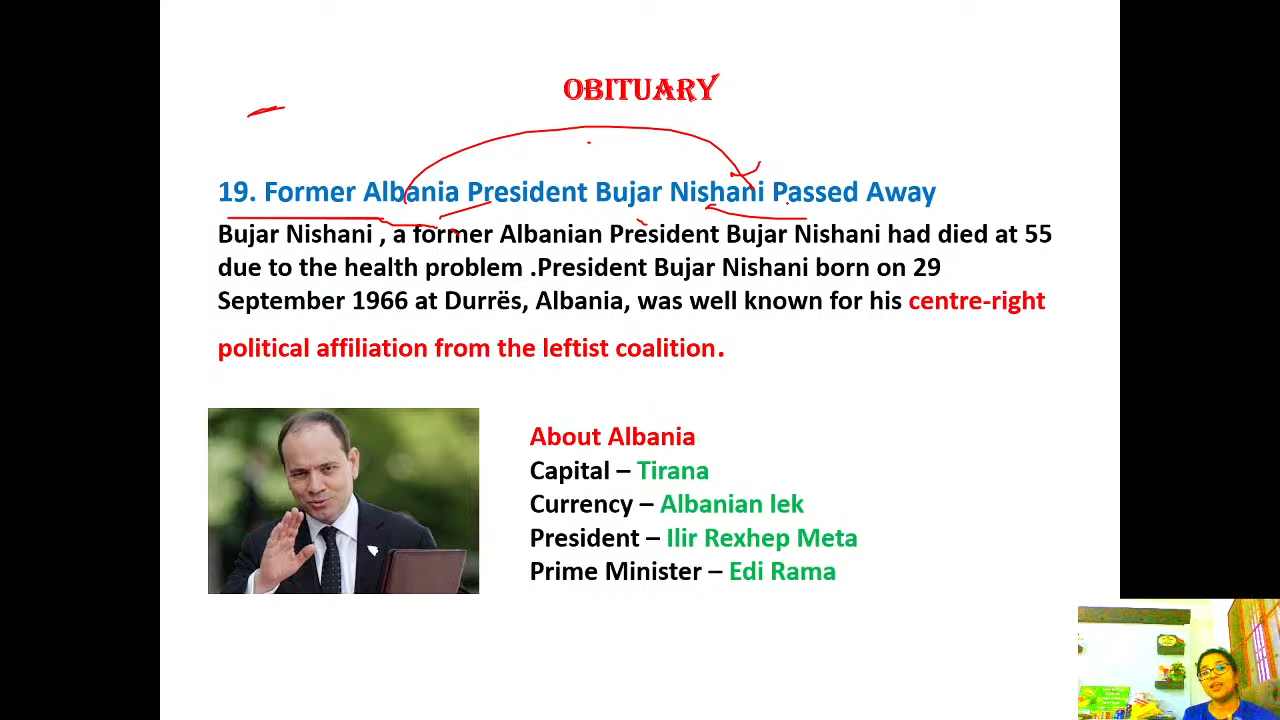 OBITUARY
19. Former Albania President Bujar Nishani Passed Away
Bujar Nishani , a former Albanian President Bujar Nishani had died at 55
due to the health problem .President Bujar Nishani born on 29
September 1966 at Durrës, Albania, was well known for his centre-right
political affiliation from the leftist coalition.
About Albania
Capital – Tirana
Currency – Albanian lek
President – Ilir Rexhep Meta
Prime Minister – Edi Rama